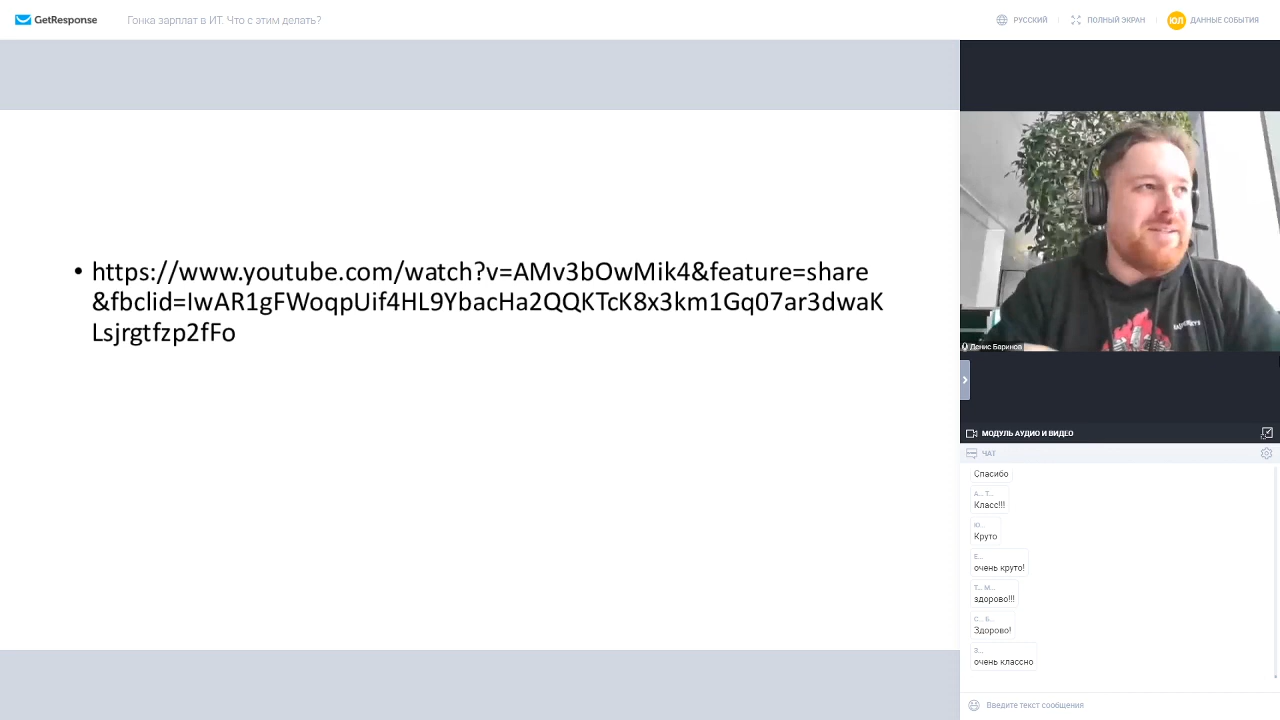 GetResponse
Гонка зарплат в ИТ. Что с этим делать?
РУССКИЙ
ПОЛНЫЙ ЭКРАН
ЮЛ
ДАННЫЕ СОБЫТИЯ
• https://www.youtube.com/watch?v=AMv3bOwMik4&feature=share
&fbclid=IwAR1gFWoqpUif4HL9YbacHa2QQKTcK8x3km1Gq07ar3dwaK
Lsjrgtfzp2fFo
Денис Баринов
МОДУЛЬ АУДИО И ВИДЕО
ЧАТ
Спасибо
А... Т...
Класс!!!
Ю...
Круто
Е...
очень круто!
Т... М...
здорово!!!
С... Б...
Здорово!
З...
очень классно
Введите текст сообщения